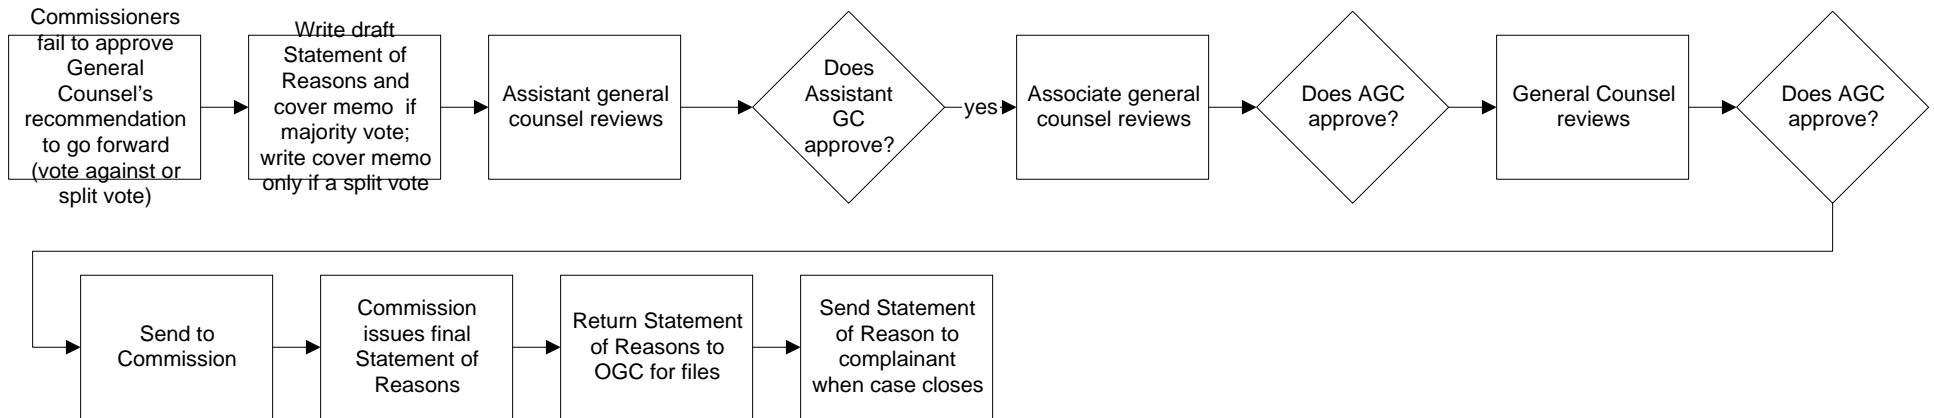 Commissioners
fail to approve
General
Counsel's
recommendation
to go forward
(vote against or
split vote)
Write draft
Statement of
Reasons and
cover memo if
majority vote;
write cover memo
only if a split vote
Assistant general
counsel reviews
Does
Assistant
GC
approve?
yes
Associate general
counsel reviews
Does AGC
approve?
General Counsel
reviews
Does AGC
approve?
Send to
Commission
Commission
issues final
Statement of
Reasons
Return Statement
of Reasons to
OGC for files
Send Statement
of Reason to
complainant
when case closes